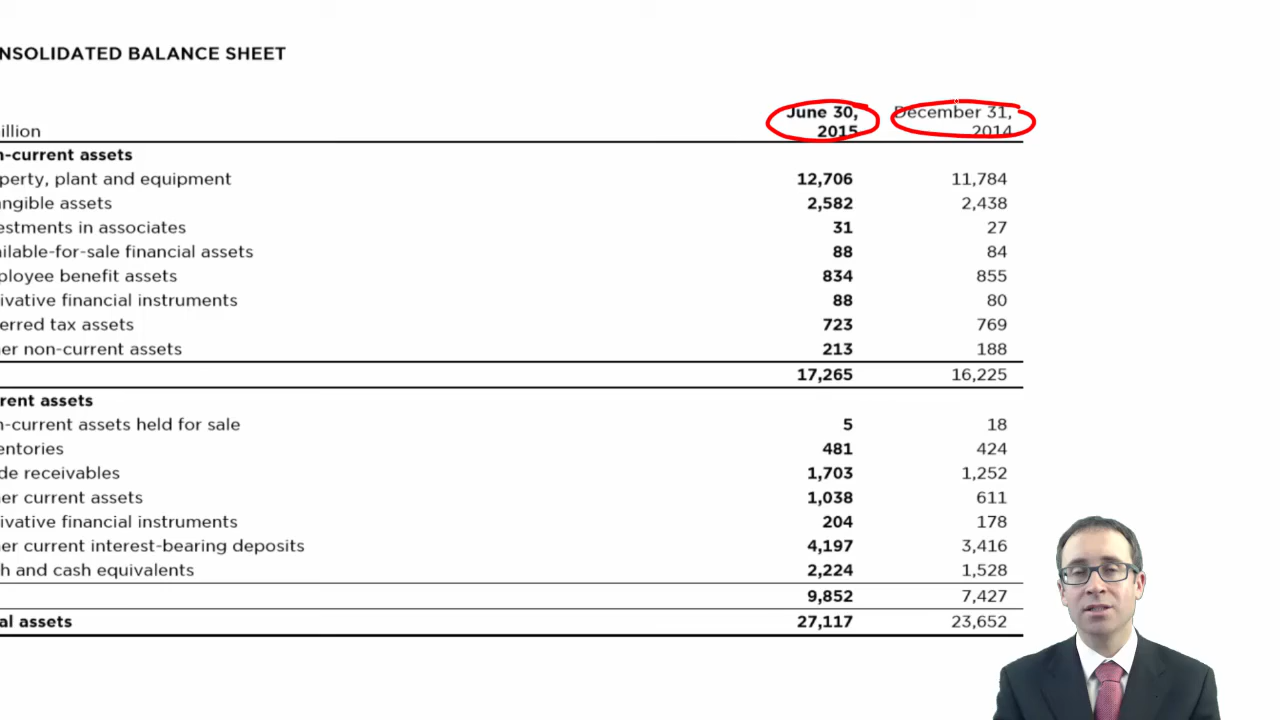 NSOLIDATED BALANCE SHEET
June 30, December 31,
illion 2015 2014
n-current assets
perty, plant and equipment 12,706 11,784
angible assets 2,582 2,438
estments in associates 31 27
ailable-for-sale financial assets 88 84
ployee benefit assets 834 855
ivative financial instruments 88 80
erred tax assets 723 769
her non-current assets 213 188
17,265 16,225
rent assets
n-current assets held for sale 5 18
entories 481 424
de receivables 1,703 1,252
her current assets 1,038 611
ivative financial instruments 204 178
her current interest-bearing deposits 4,197 3,416
h and cash equivalents 2,224 1,528
9,852 7,427
al assets 27,117 23,652